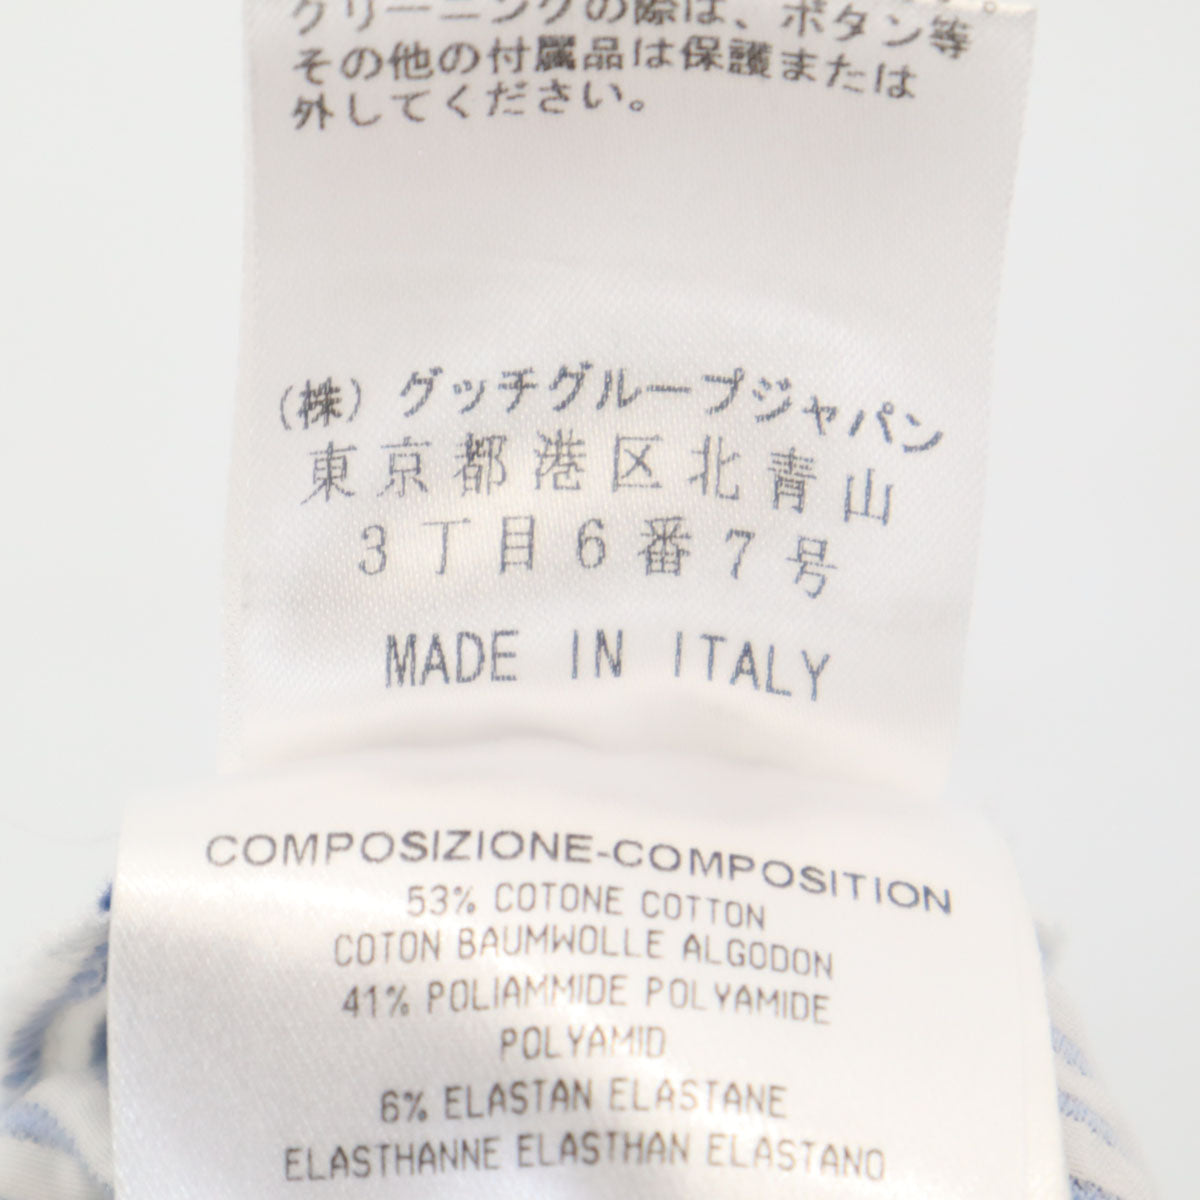 クリーニングの際は、ボタン等
その他の付属品は保護または
外してください。
(株) グッチグループジャパン
東京都港区北青山
3丁目6番7号
MADE IN ITALY
COMPOSIZIONE-COMPOSITION
53% COTONE COTTON
COTON BAUMWOLLE ALGODON
41% POLIAMMIDE POLYAMIDE
POLYAMID
6% ELASTAN ELASTANE
ELASTHANNE ELASTHAN ELASTANO